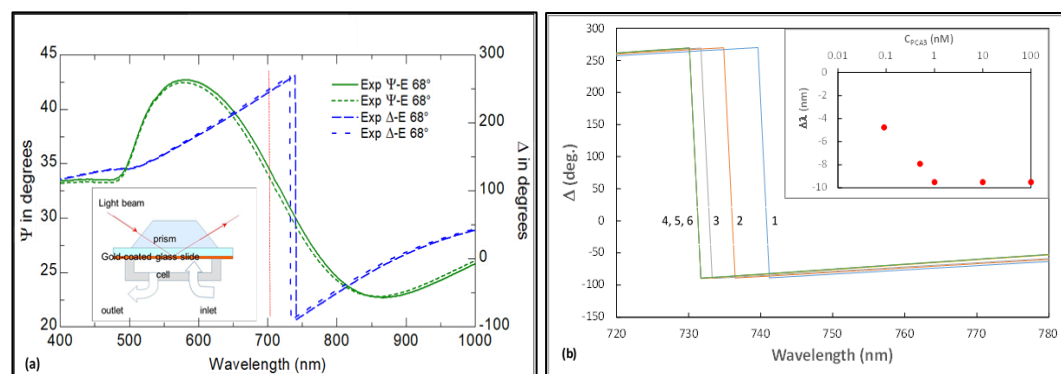 45
40
35
30
25
20
Ψ in degrees
300
200
100
0
-100
Δ in degrees
Exp Ψ-E 68°
Exp Ψ-E 68°
Exp Δ-E 68°
Exp Δ-E 68°
Light beam
prism
Gold-coated glass slide
cell
outlet
inlet
400 500 600 700 800 900 1000
Wavelength (nm)
(a)
300
250
200
150
100
50
0
-50
-100
-150
Δ (deg.)
4, 5, 6 3 2 1
C_PCA3 (nM)
0.01 0.1 1 10 100
0
-2
-4
-6
-8
-10
Δλ (nm)
720 730 740 750 760 770 780
Wavelength (nm)
(b)